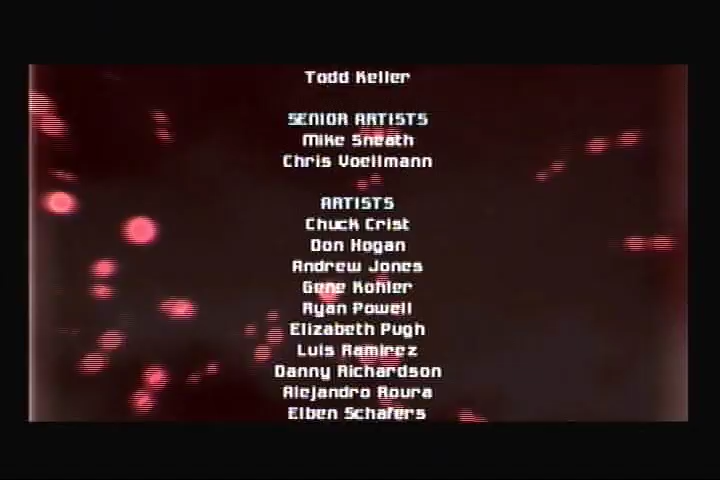 Todd Keller
SENIOR ARTISTS
Mike Sneath
Chris Voellmann
ARTISTS
Chuck Crist
Don Hogan
Andrew Jones
Gene Kohler
Ryan Powell
Elizabeth Pugh
Luis Ramirez
Danny Richardson
Alejandro Roura
Elben Schafers